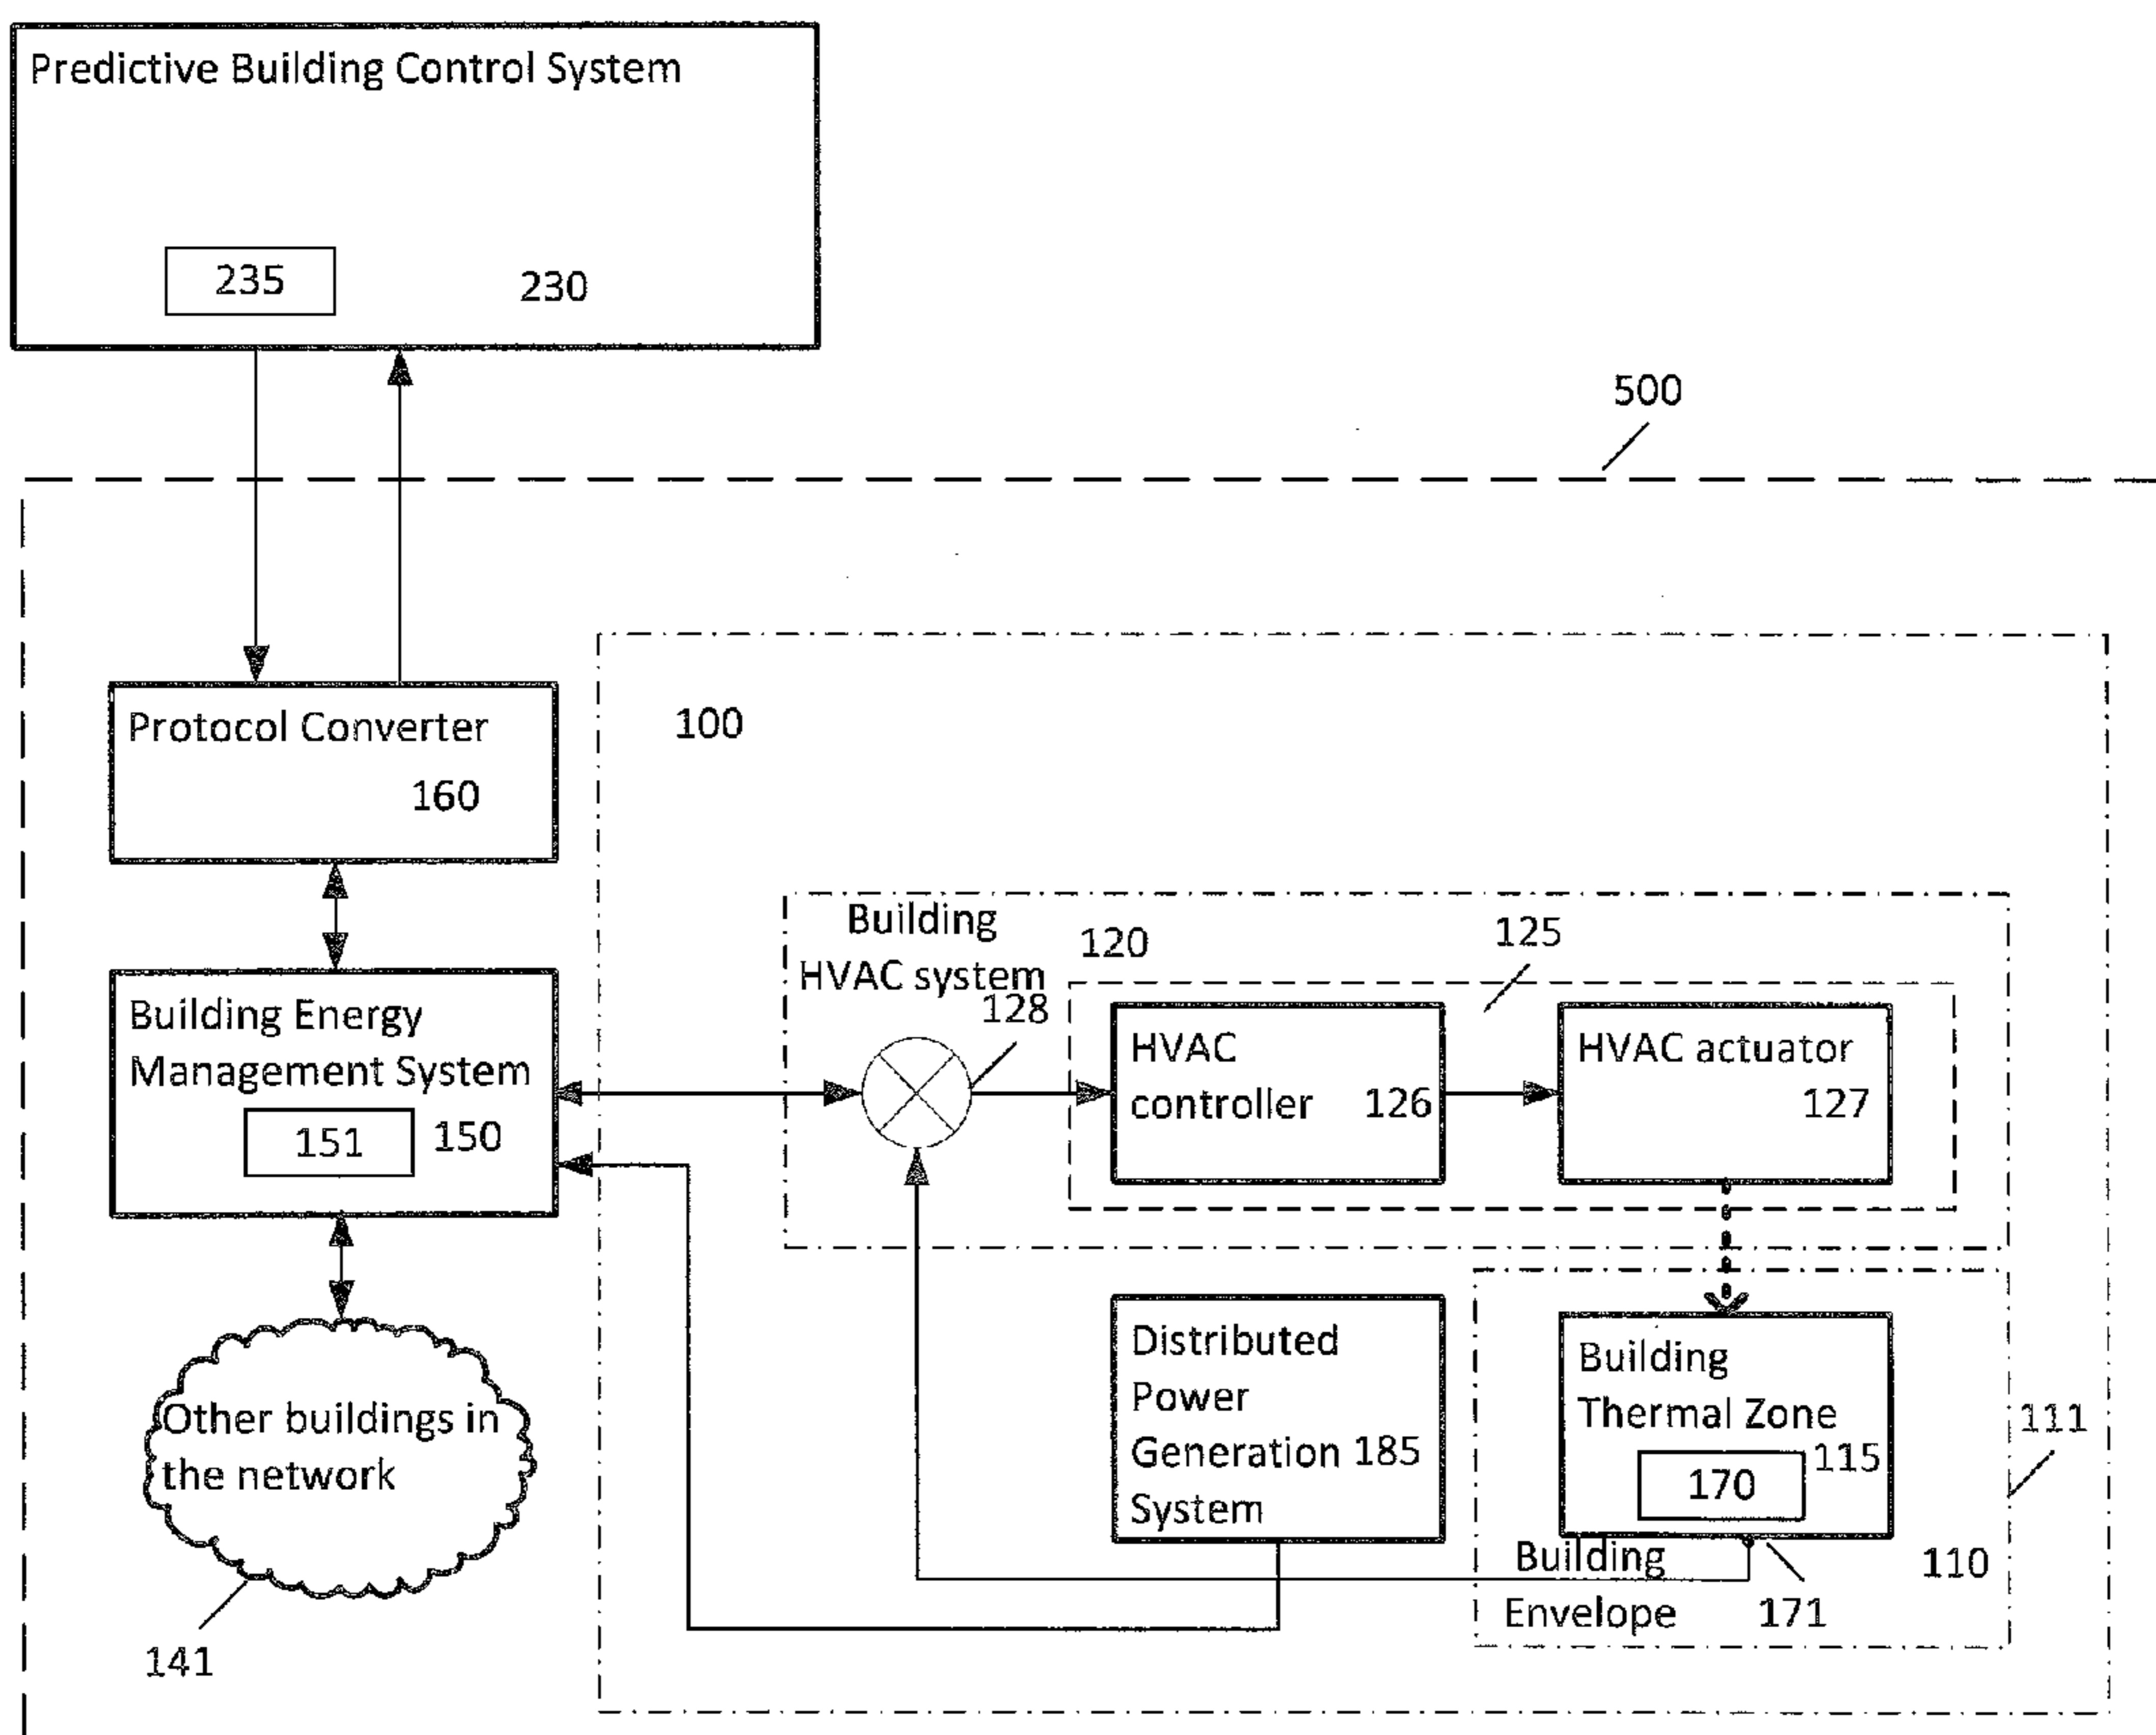 Predictive Building Control System
235
230
500
Protocol Converter
160
100
Building
HVAC system
120
125
128
HVAC
controller
126
HVAC actuator
127
Building Energy
Management System
151
150
Distributed
Power
Generation 185
System
Building
Thermal Zone
115
170
111
Other buildings in
the network
141
Building
Envelope
110
171